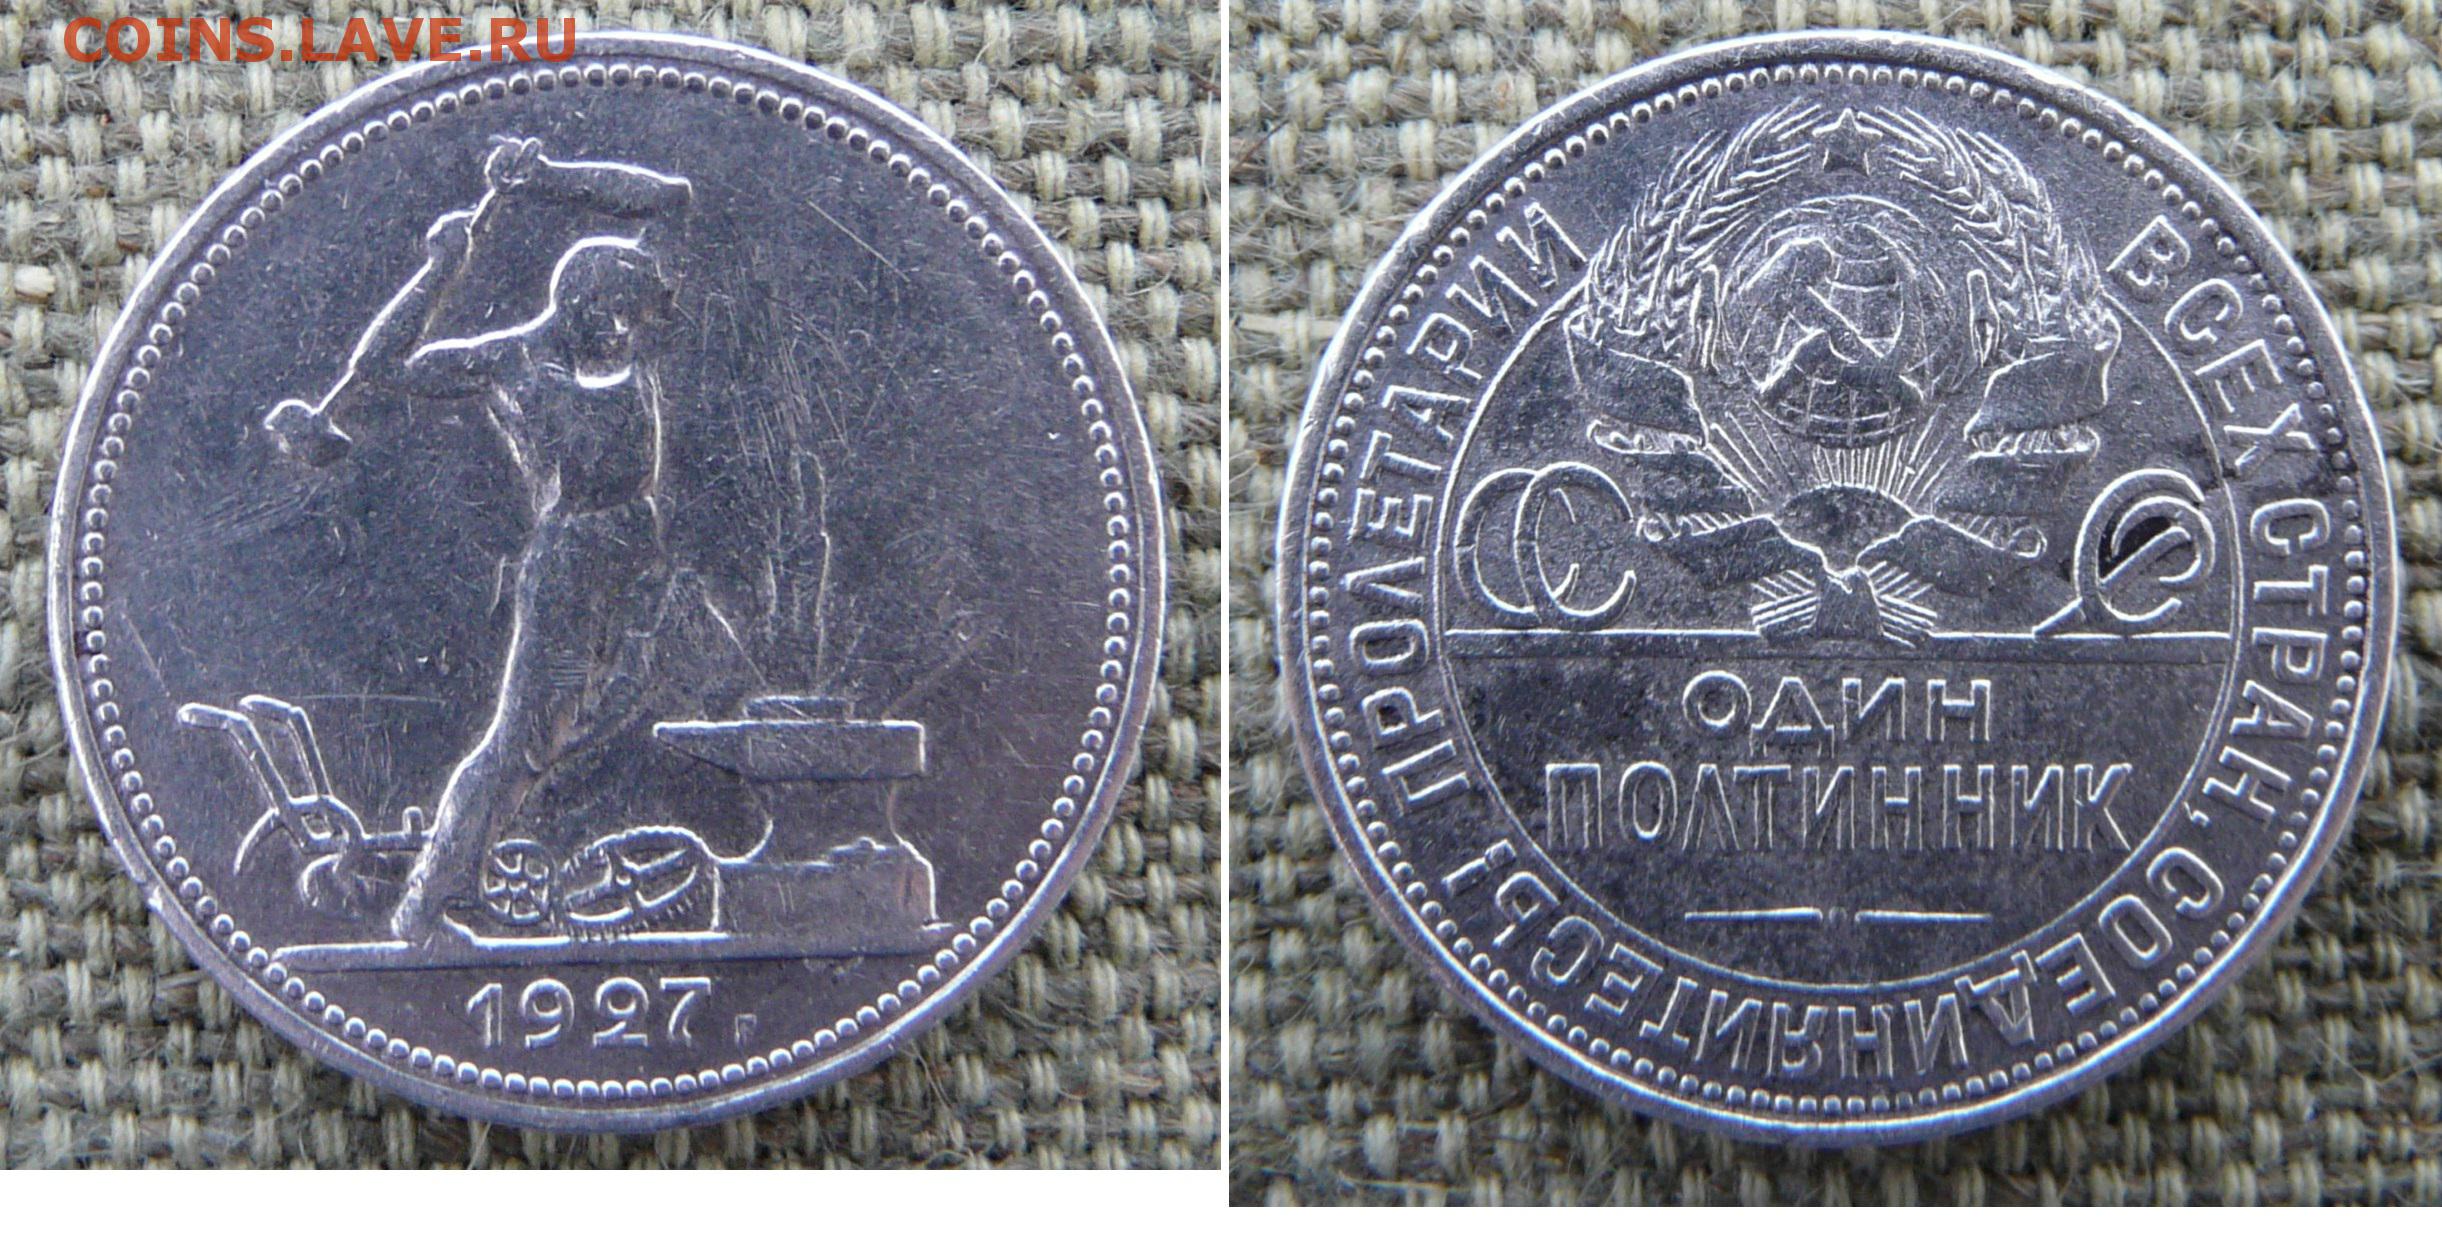 COINS.LAVE.RU
1927 г.
ПРОЛЕТАРИИ ВСЕХ СТРАН, СОЕДИНЯЙТЕСЬ!
СССР
ОДИН
ПОЛТИННИК